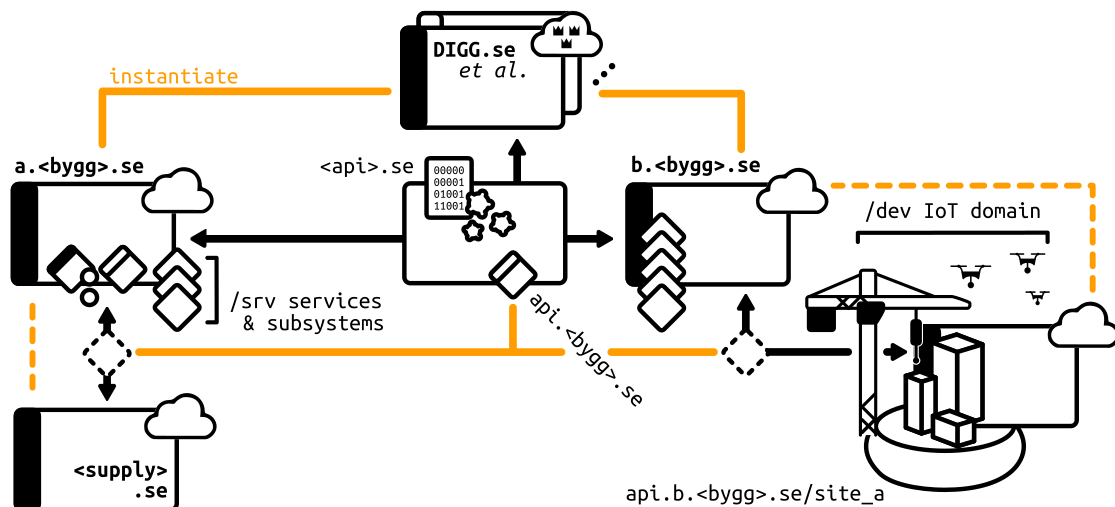 DIGG.se
et al.
instantiate
a.<bygg>.se
<api>.se
00000
00001
01001
11001
b.<bygg>.se
/dev IoT domain
/srv services
& subsystems
api.<bygg>.se
<supply>
.se
api.b.<bygg>.se/site_a